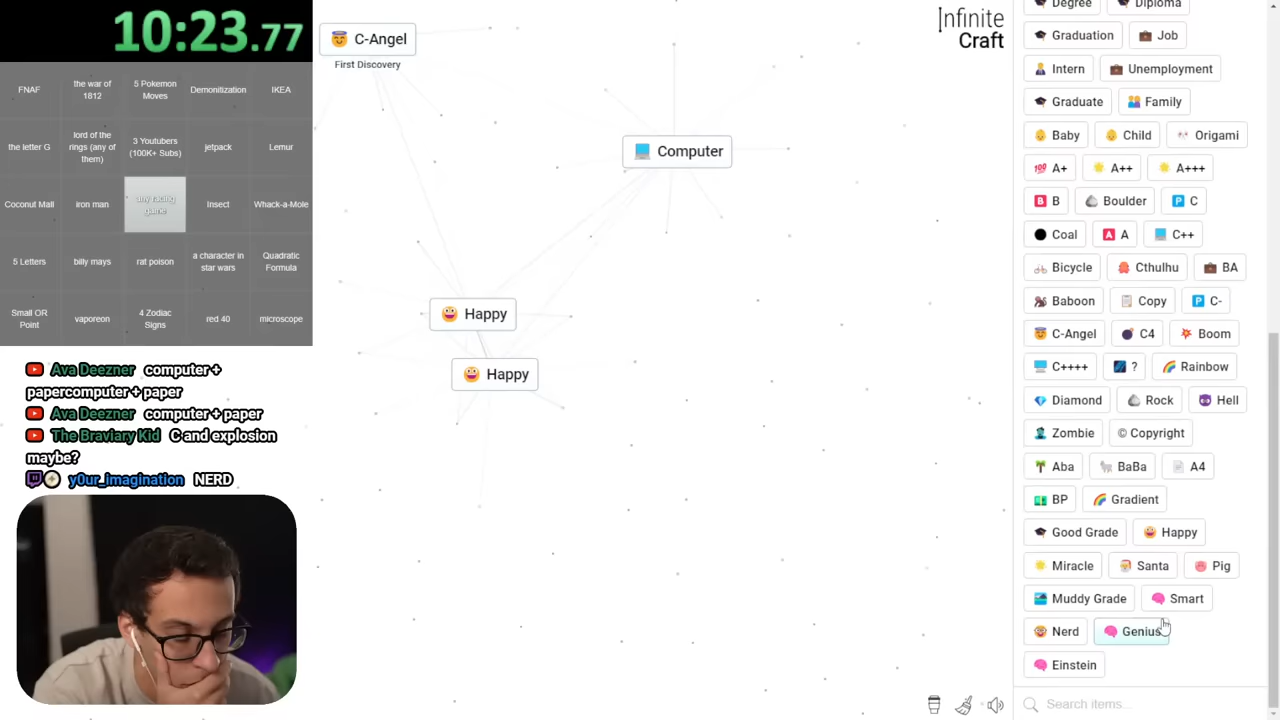 10:23.77
FNAF
the war of
1812
5 Pokemon
Moves
Demonitization
IKEA
the letter G
lord of the
rings (any of
them)
3 Youtubers
(100K+ Subs)
jetpack
Lemur
Coconut Mall
iron man
any racing
game
Insect
Whack-a-Mole
5 Letters
billy mays
rat poison
a character in
star wars
Quadratic
Formula
Small OR
Point
vaporeon
4 Zodiac
Signs
red 40
microscope
Ava Deezner computer +
papercomputer + paper
Ava Deezner computer + paper
The Braviary Kid C and explosion
maybe?
y0ur_imagination NERD
C-Angel
First Discovery
Computer
Happy
Happy
Infinite
Craft
Degree
Diploma
Graduation
Job
Intern
Unemployment
Graduate
Family
Baby
Child
Origami
A+
A++
A+++
B
Boulder
C
Coal
A
C++
Bicycle
Cthulhu
BA
Baboon
Copy
C-
C-Angel
C4
Boom
C++++
?
Rainbow
Diamond
Rock
Hell
Zombie
© Copyright
Aba
BaBa
A4
BP
Gradient
Good Grade
Happy
Miracle
Santa
Pig
Muddy Grade
Smart
Nerd
Genius
Einstein
Search items...